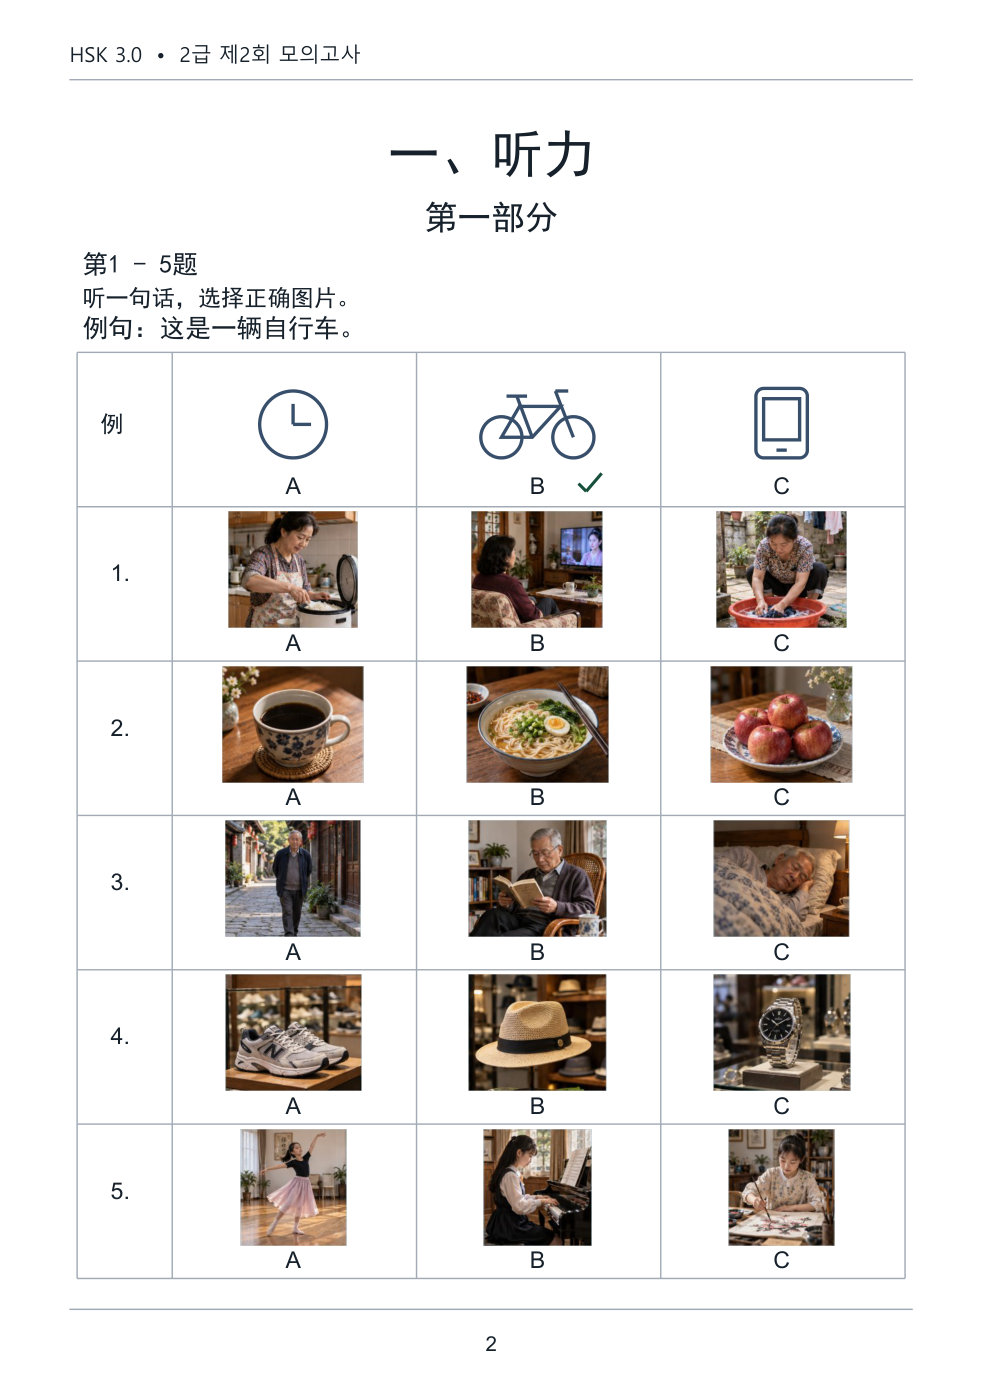 HSK 3.0 • 2급 제2회 모의고사
一、听力
第一部分
第1 – 5题
听一句话，选择正确图片。
例句：这是一辆自行车。
例
A B C
1.
A B C
2.
A B C
3.
A B C
4.
A B C
5.
A B C
2